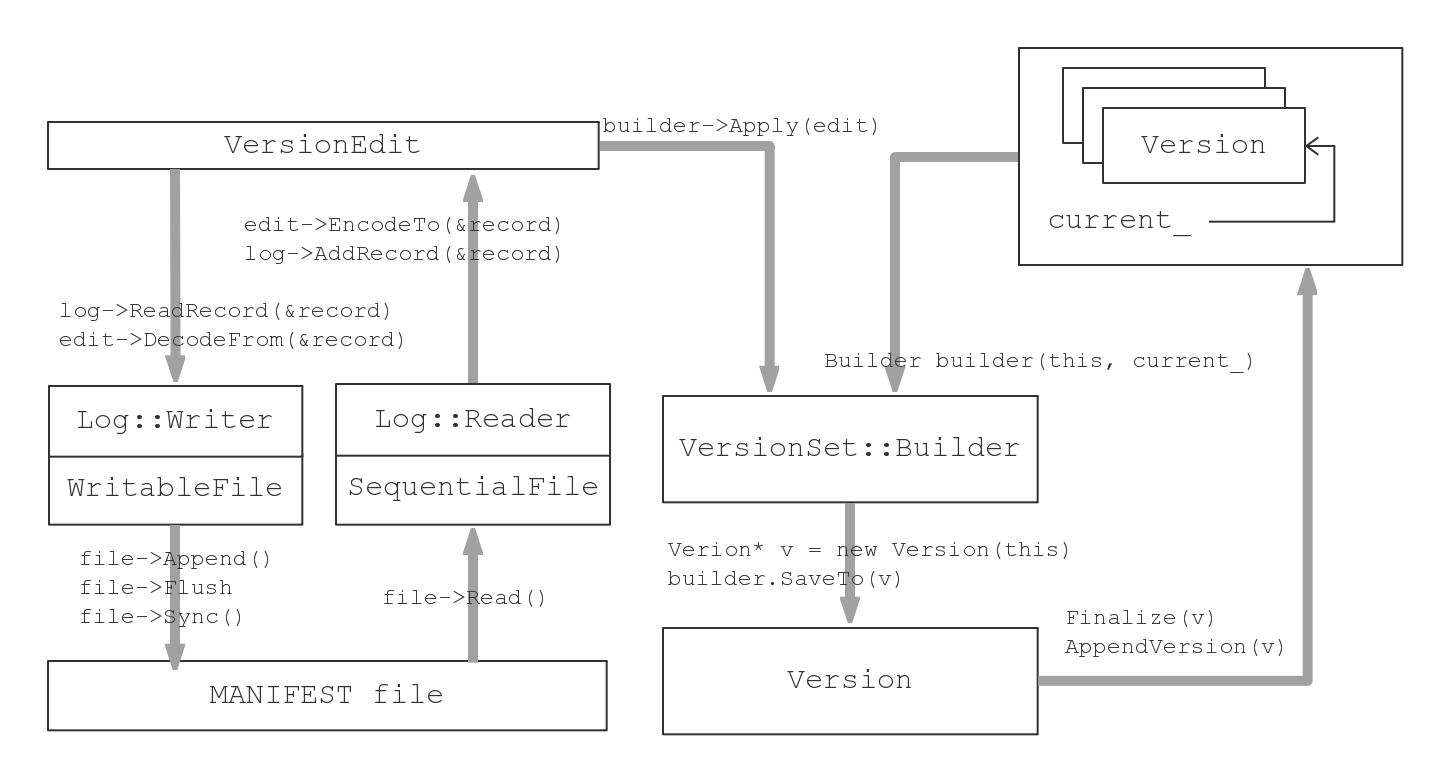 VersionEdit
builder->Apply(edit)
Version
current_
edit->EncodeTo(&record)
log->AddRecord(&record)
log->ReadRecord(&record)
edit->DecodeFrom(&record)
Builder builder(this, current_)
Log::Writer
WritableFile
Log::Reader
SequentialFile
VersionSet::Builder
file->Append()
file->Flush
file->Sync()
file->Read()
Verion* v = new Version(this)
builder.SaveTo(v)
Finalize(v)
AppendVersion(v)
MANIFEST file
Version